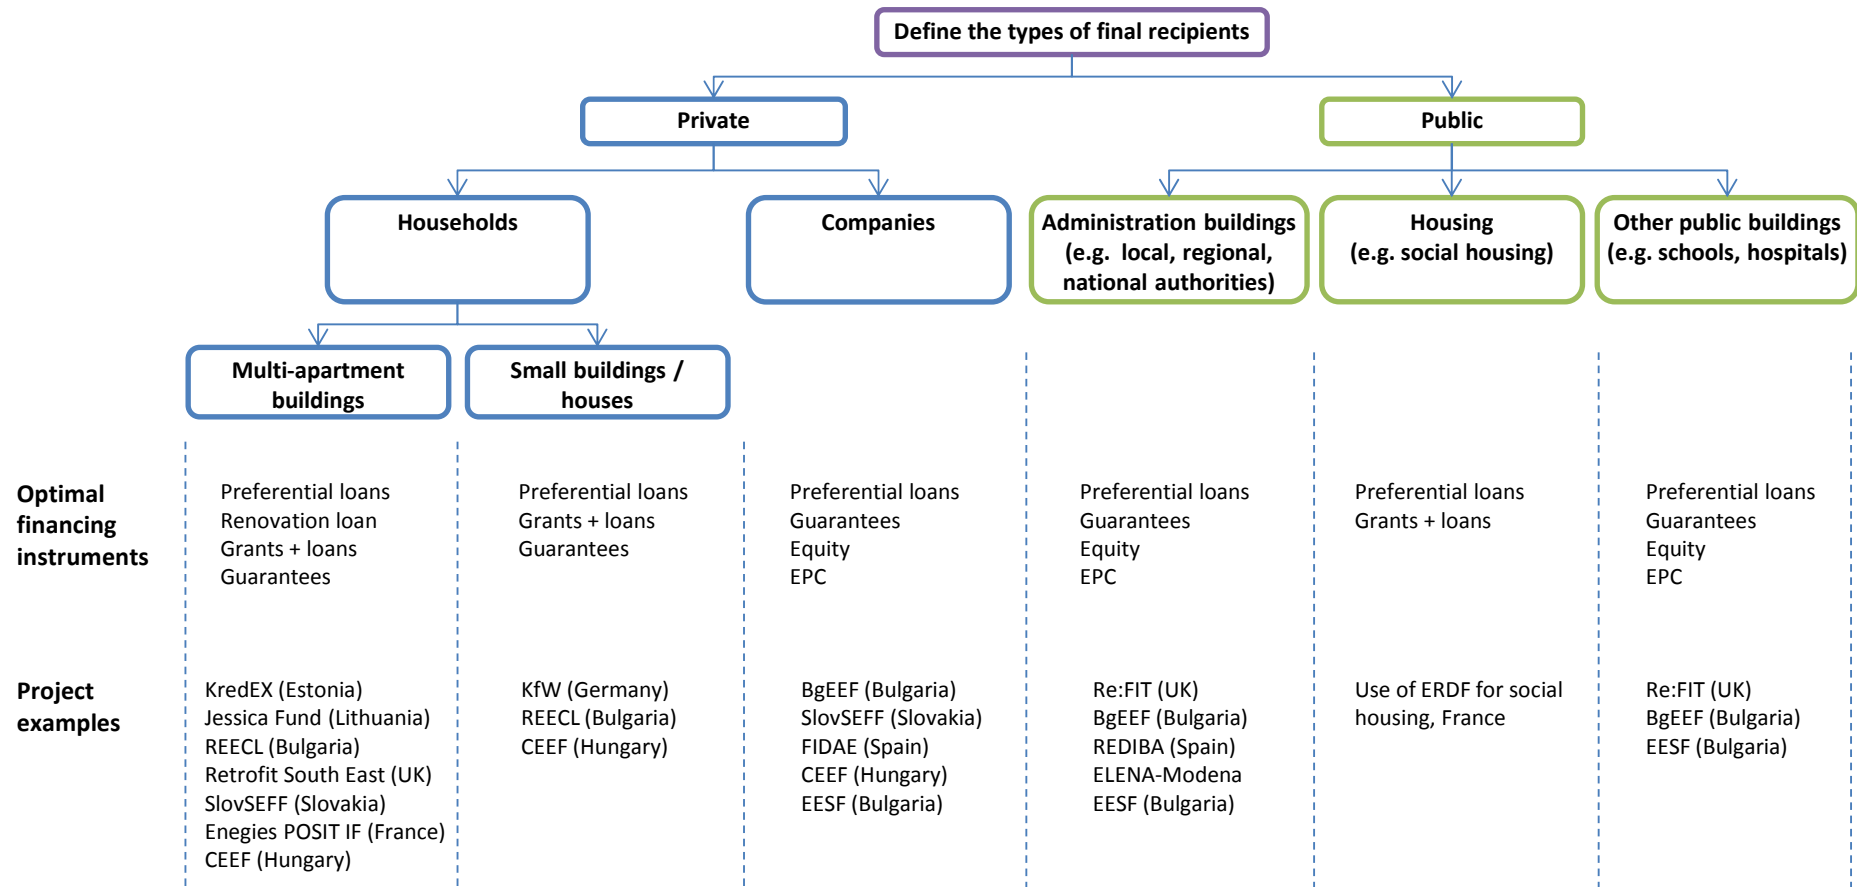 Define the types of final recipients
Private
Public
Households
Companies
Administration buildings
(e.g. local, regional,
national authorities)
Housing
(e.g. social housing)
Other public buildings
(e.g. schools, hospitals)
Multi-apartment
buildings
Small buildings /
houses
Optimal
financing
instruments
Preferential loans
Renovation loan
Grants + loans
Guarantees
Preferential loans
Grants + loans
Guarantees
Preferential loans
Guarantees
Equity
EPC
Preferential loans
Guarantees
Equity
EPC
Preferential loans
Grants + loans
Preferential loans
Guarantees
Equity
EPC
Project
examples
KredEX (Estonia)
Jessica Fund (Lithuania)
REECL (Bulgaria)
Retrofit South East (UK)
SlovSEFF (Slovakia)
Enegies POSIT IF (France)
CEEF (Hungary)
KfW (Germany)
REECL (Bulgaria)
CEEF (Hungary)
BgEEF (Bulgaria)
SlovSEFF (Slovakia)
FIDAE (Spain)
CEEF (Hungary)
EESF (Bulgaria)
Re:FIT (UK)
BgEEF (Bulgaria)
REDIBA (Spain)
ELENA-Modena
EESF (Bulgaria)
Use of ERDF for social
housing, France
Re:FIT (UK)
BgEEF (Bulgaria)
EESF (Bulgaria)